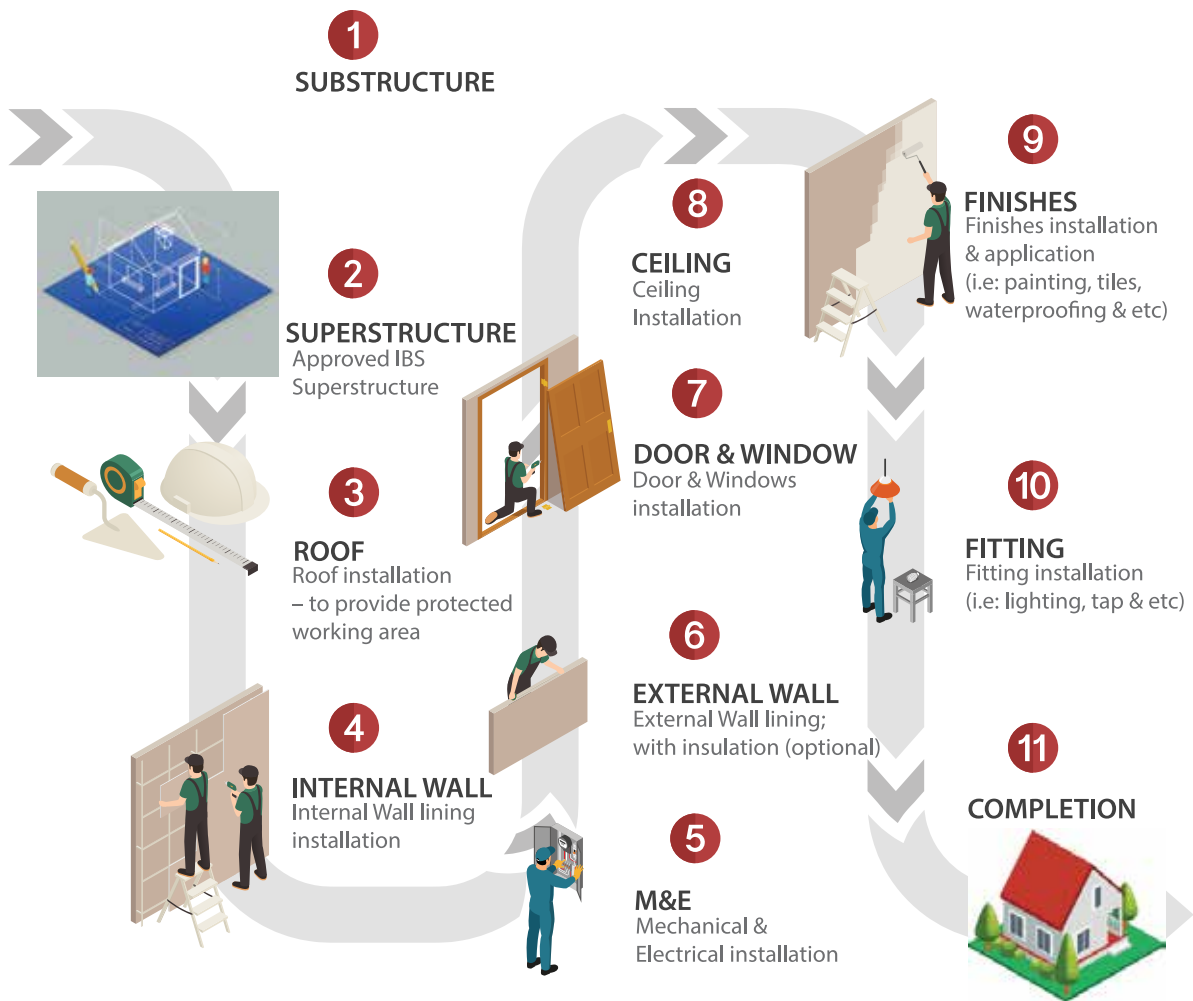 1
SUBSTRUCTURE
2
SUPERSTRUCTURE
Approved IBS
Superstructure
3
ROOF
Roof installation
– to provide protected
working area
4
INTERNAL WALL
Internal Wall lining
installation
5
M&E
Mechanical &
Electrical installation
6
EXTERNAL WALL
External Wall lining;
with insulation (optional)
7
DOOR & WINDOW
Door & Windows
installation
8
CEILING
Ceiling
Installation
9
FINISHES
Finishes installation
& application
(i.e: painting, tiles,
waterproofing & etc)
10
FITTING
Fitting installation
(i.e: lighting, tap & etc)
11
COMPLETION